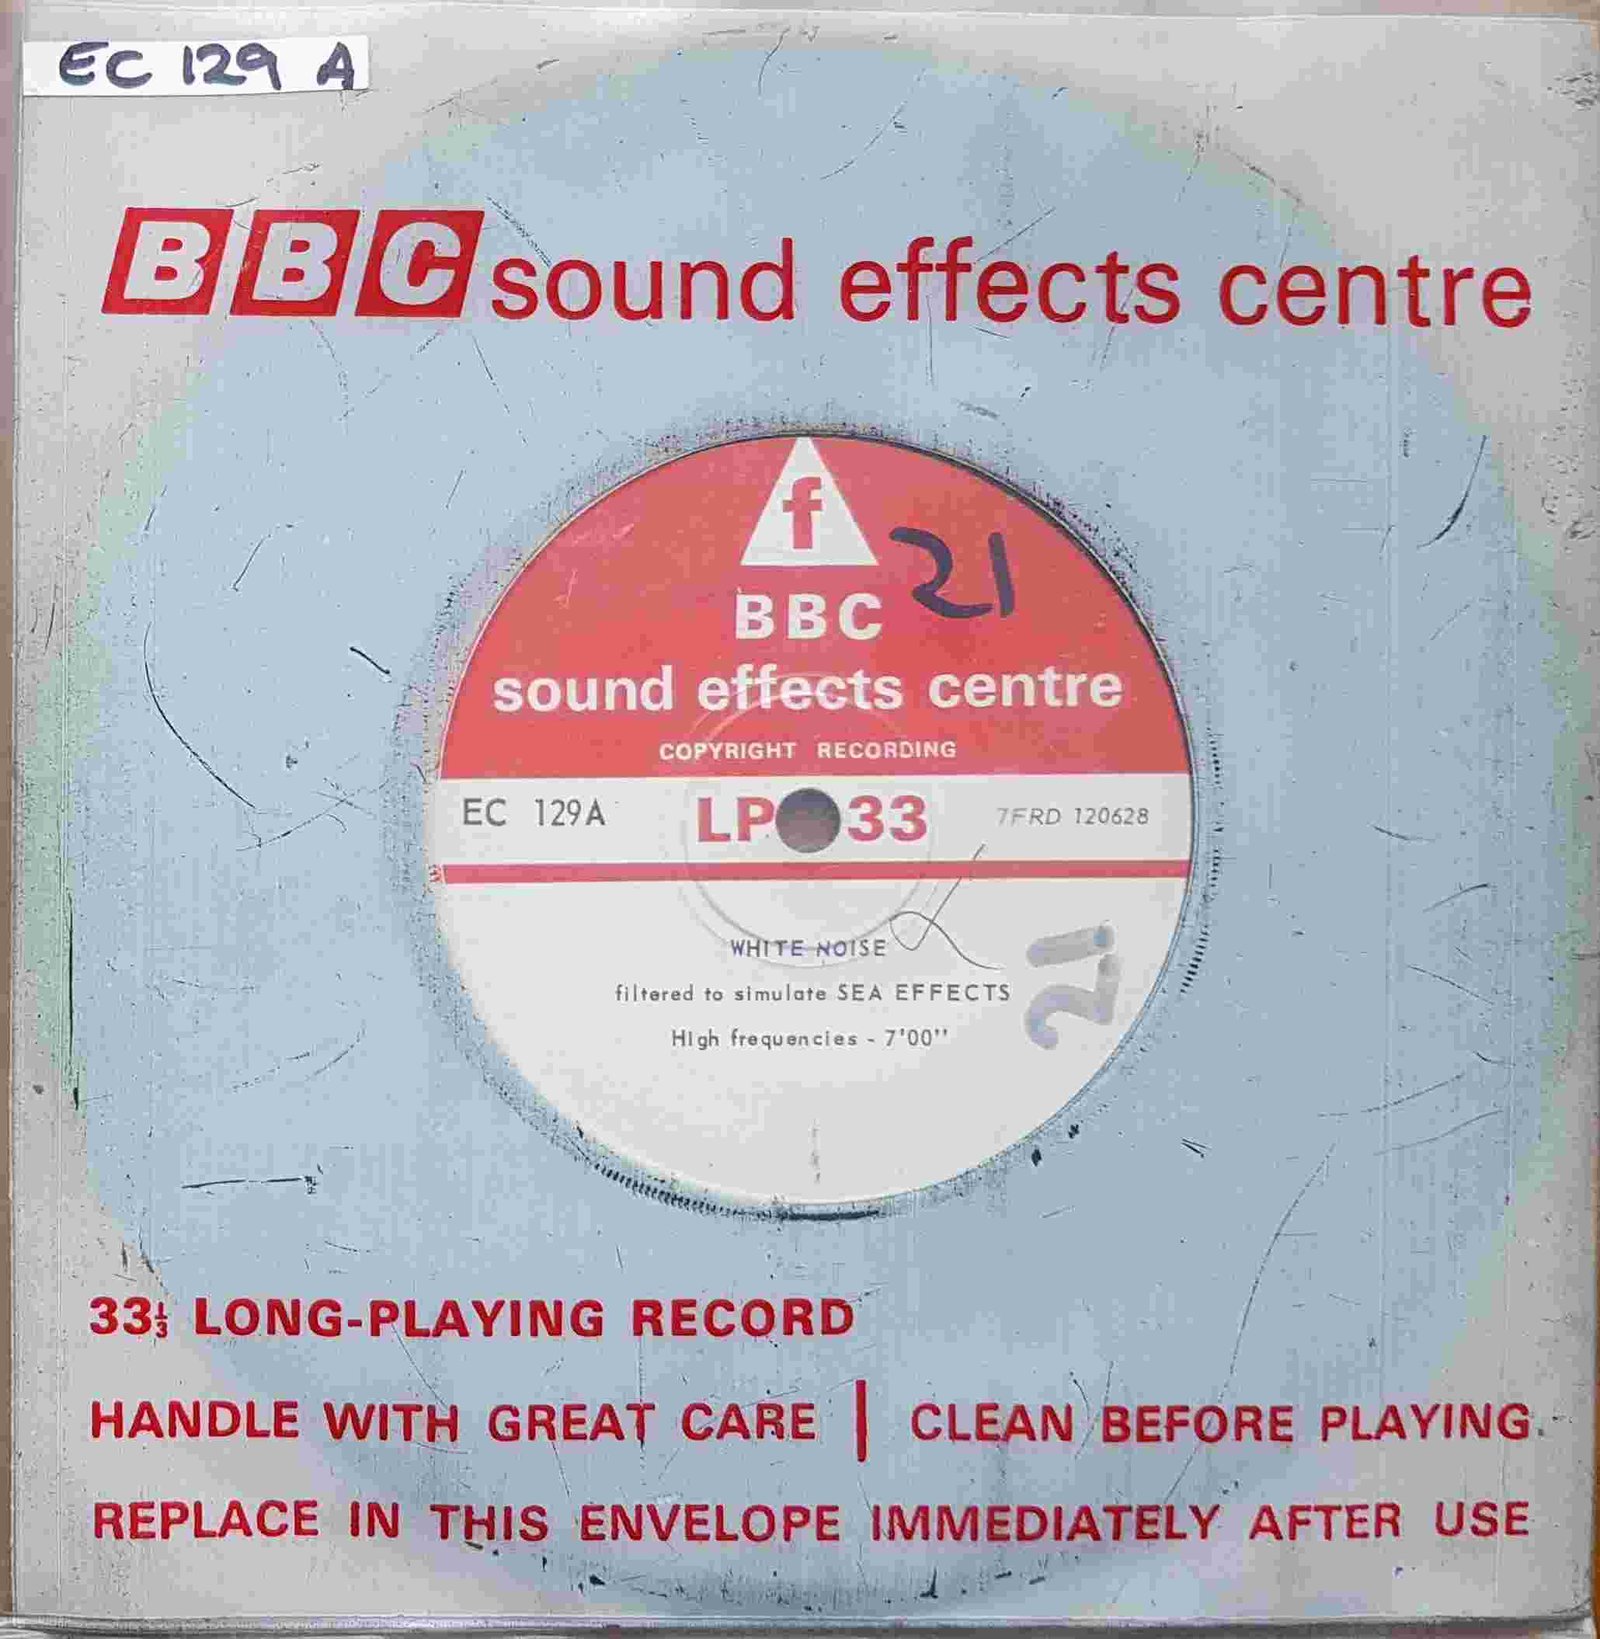 EC 129 A
BBC sound effects centre
f
21
BBC
sound effects centre
COPYRIGHT RECORDING
EC 129A LP 33 7FRD 120628
WHITE NOISE
filtered to simulate SEA EFFECTS
High frequencies - 7'00''
21
33⅓ LONG-PLAYING RECORD
HANDLE WITH GREAT CARE | CLEAN BEFORE PLAYING
REPLACE IN THIS ENVELOPE IMMEDIATELY AFTER USE